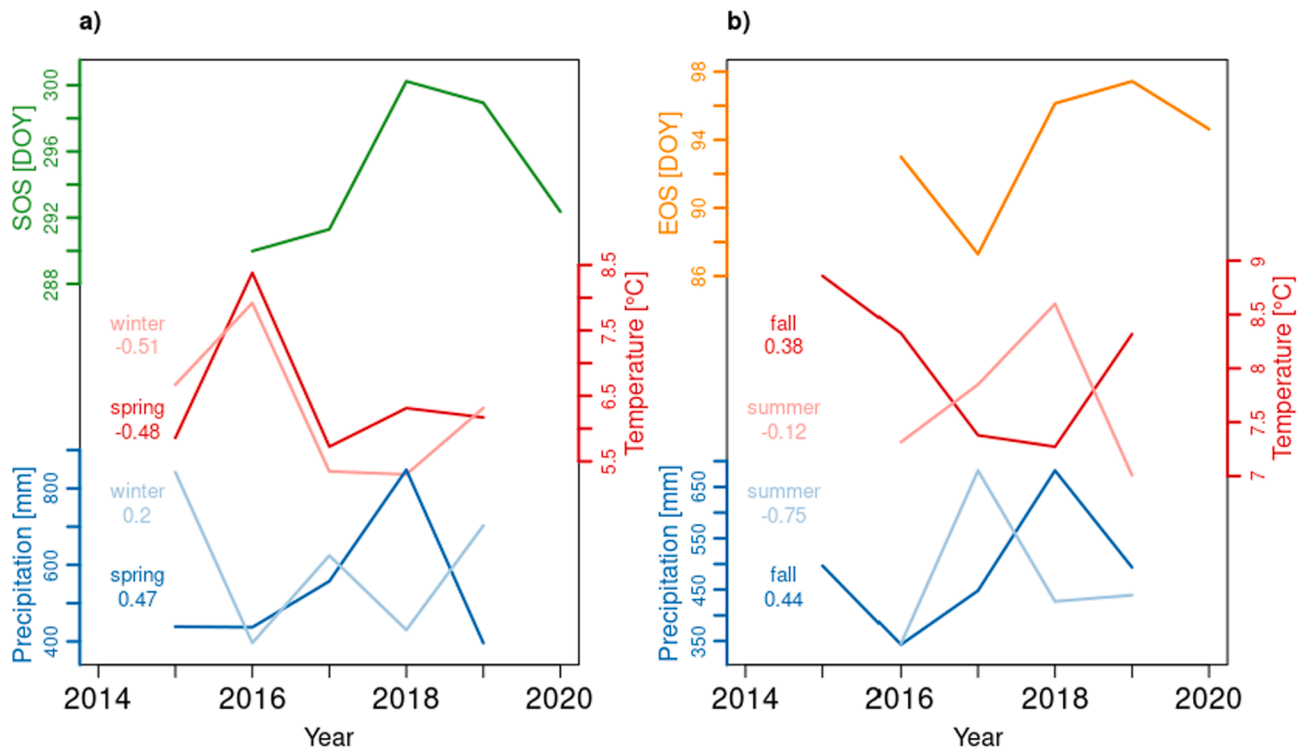 a)
SOS [DOY]
300
296
292
288
Temperature [°C]
8.5
7.5
6.5
5.5
winter
-0.51
spring
-0.48
Precipitation [mm]
800
600
400
winter
0.2
spring
0.47
2014
2016
2018
2020
Year
b)
EOS [DOY]
98
94
90
86
Temperature [°C]
9
8.5
8
7.5
7
fall
0.38
summer
-0.12
Precipitation [mm]
650
550
450
350
summer
-0.75
fall
0.44
2014
2016
2018
2020
Year